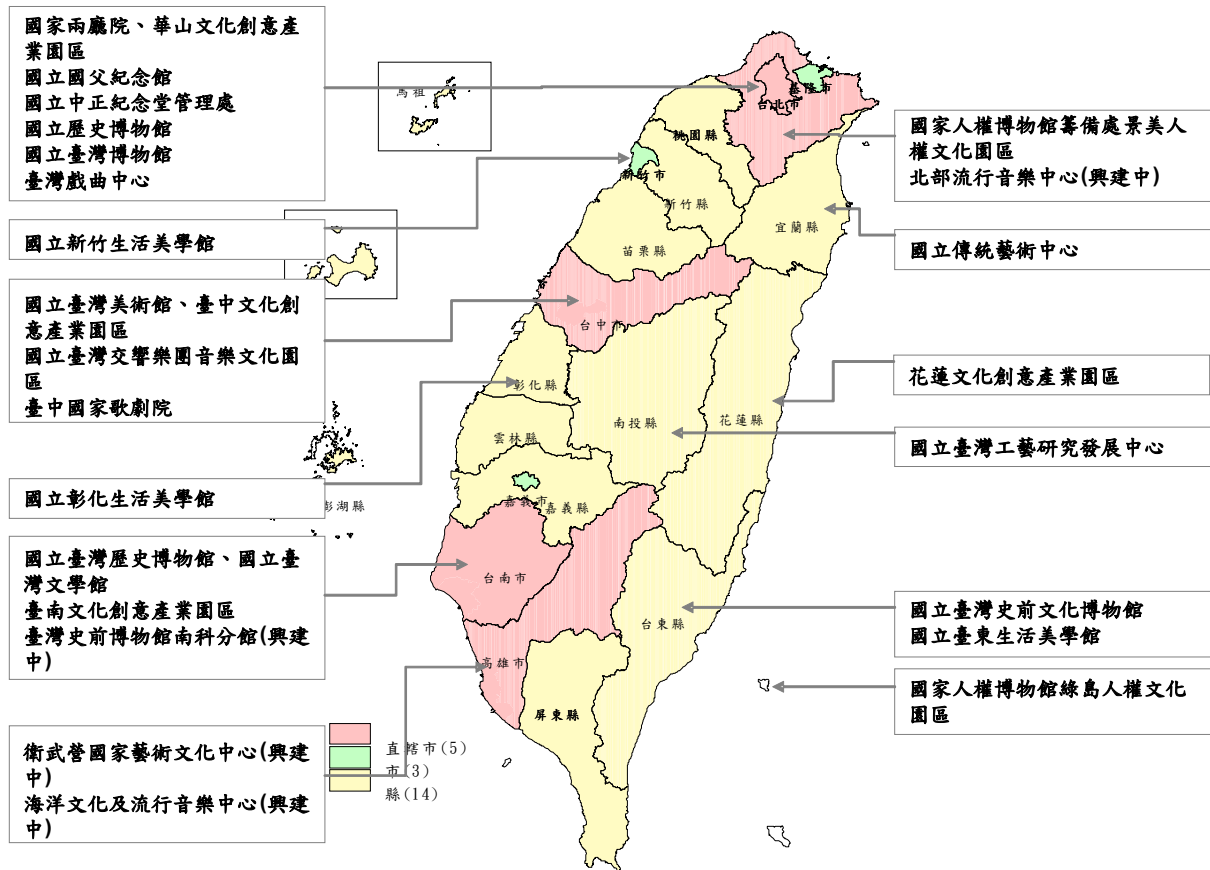 國家兩廳院、華山文化創意產
業園區
國立國父紀念館
國立中正紀念堂管理處
國立歷史博物館
國立臺灣博物館
臺灣戲曲中心
國立新竹生活美學館
國立臺灣美術館、臺中文化創
意產業園區
國立臺灣交響樂團音樂文化園
區
臺中國家歌劇院
國立彰化生活美學館
國立臺灣歷史博物館、國立臺
灣文學館
臺南文化創意產業園區
臺灣史前博物館南科分館(興建
中)
衛武營國家藝術文化中心(興建
中)
海洋文化及流行音樂中心(興建
中)
馬祖
基隆市
台北市
桃園縣
新竹市
新竹縣
宜蘭縣
苗栗縣
台中市
彰化縣
南投縣
花蓮縣
雲林縣
嘉義市
嘉義縣
澎湖縣
台南市
台東縣
高雄市
屏東縣
直轄市(5)
市(3)
縣(14)
國家人權博物館籌備處景美人
權文化園區
北部流行音樂中心(興建中)
國立傳統藝術中心
花蓮文化創意產業園區
國立臺灣工藝研究發展中心
國立臺灣史前文化博物館
國立臺東生活美學館
國家人權博物館綠島人權文化
園區